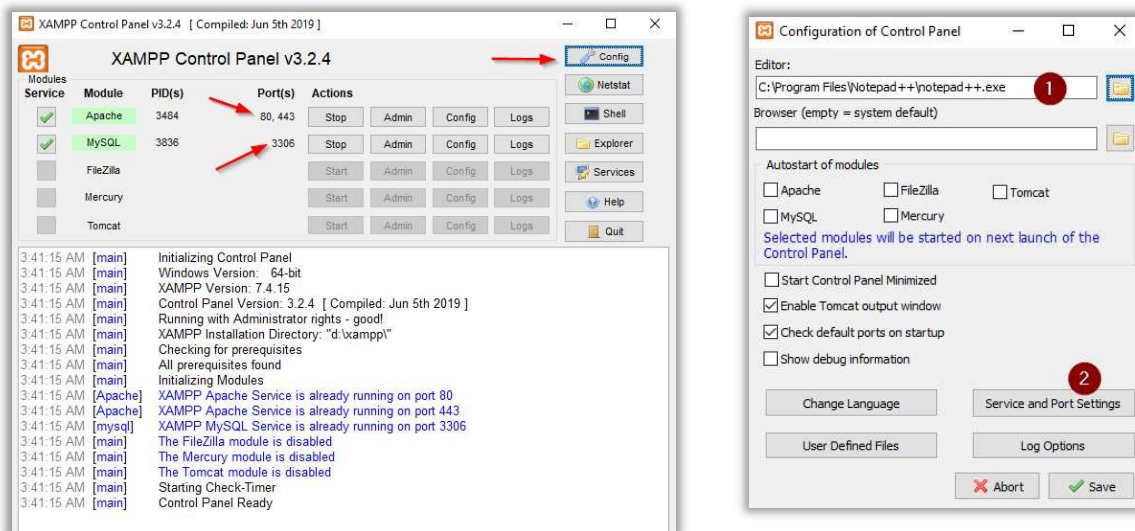 XAMPP Control Panel v3.2.4 [ Compiled: Jun 5th 2019 ]
XAMPP Control Panel v3.2.4
Config
Modules
Service Module PID(s) Port(s) Actions
Netstat
Apache 3484 80, 443 Stop Admin Config Logs
Shell
MySQL 3836 3306 Stop Admin Config Logs
Explorer
FileZilla Start Admin Config Logs
Services
Mercury Start Admin Config Logs
Help
Tomcat Start Admin Config Logs
Quit
3:41:15 AM [main] Initializing Control Panel
3:41:15 AM [main] Windows Version: 64-bit
3:41:15 AM [main] XAMPP Version: 7.4.15
3:41:15 AM [main] Control Panel Version: 3.2.4 [ Compiled: Jun 5th 2019 ]
3:41:15 AM [main] Running with Administrator rights - good!
3:41:15 AM [main] XAMPP Installation Directory: "d:\xampp\"
3:41:15 AM [main] Checking for prerequisites
3:41:15 AM [main] All prerequisites found
3:41:15 AM [main] Initializing Modules
3:41:15 AM [Apache] XAMPP Apache Service is already running on port 80
3:41:15 AM [Apache] XAMPP Apache Service is already running on port 443
3:41:15 AM [mysql] XAMPP MySQL Service is already running on port 3306
3:41:15 AM [main] The FileZilla module is disabled
3:41:15 AM [main] The Mercury module is disabled
3:41:15 AM [main] The Tomcat module is disabled
3:41:15 AM [main] Starting Check-Timer
3:41:15 AM [main] Control Panel Ready
Configuration of Control Panel
Editor:
C:\Program Files\Notepad++\notepad++.exe 1
Browser (empty = system default)
Autostart of modules
Apache FileZilla Tomcat
MySQL Mercury
Selected modules will be started on next launch of the
Control Panel.
Start Control Panel Minimized
Enable Tomcat output window
Check default ports on startup
Show debug information
2
Change Language Service and Port Settings
User Defined Files Log Options
Abort Save